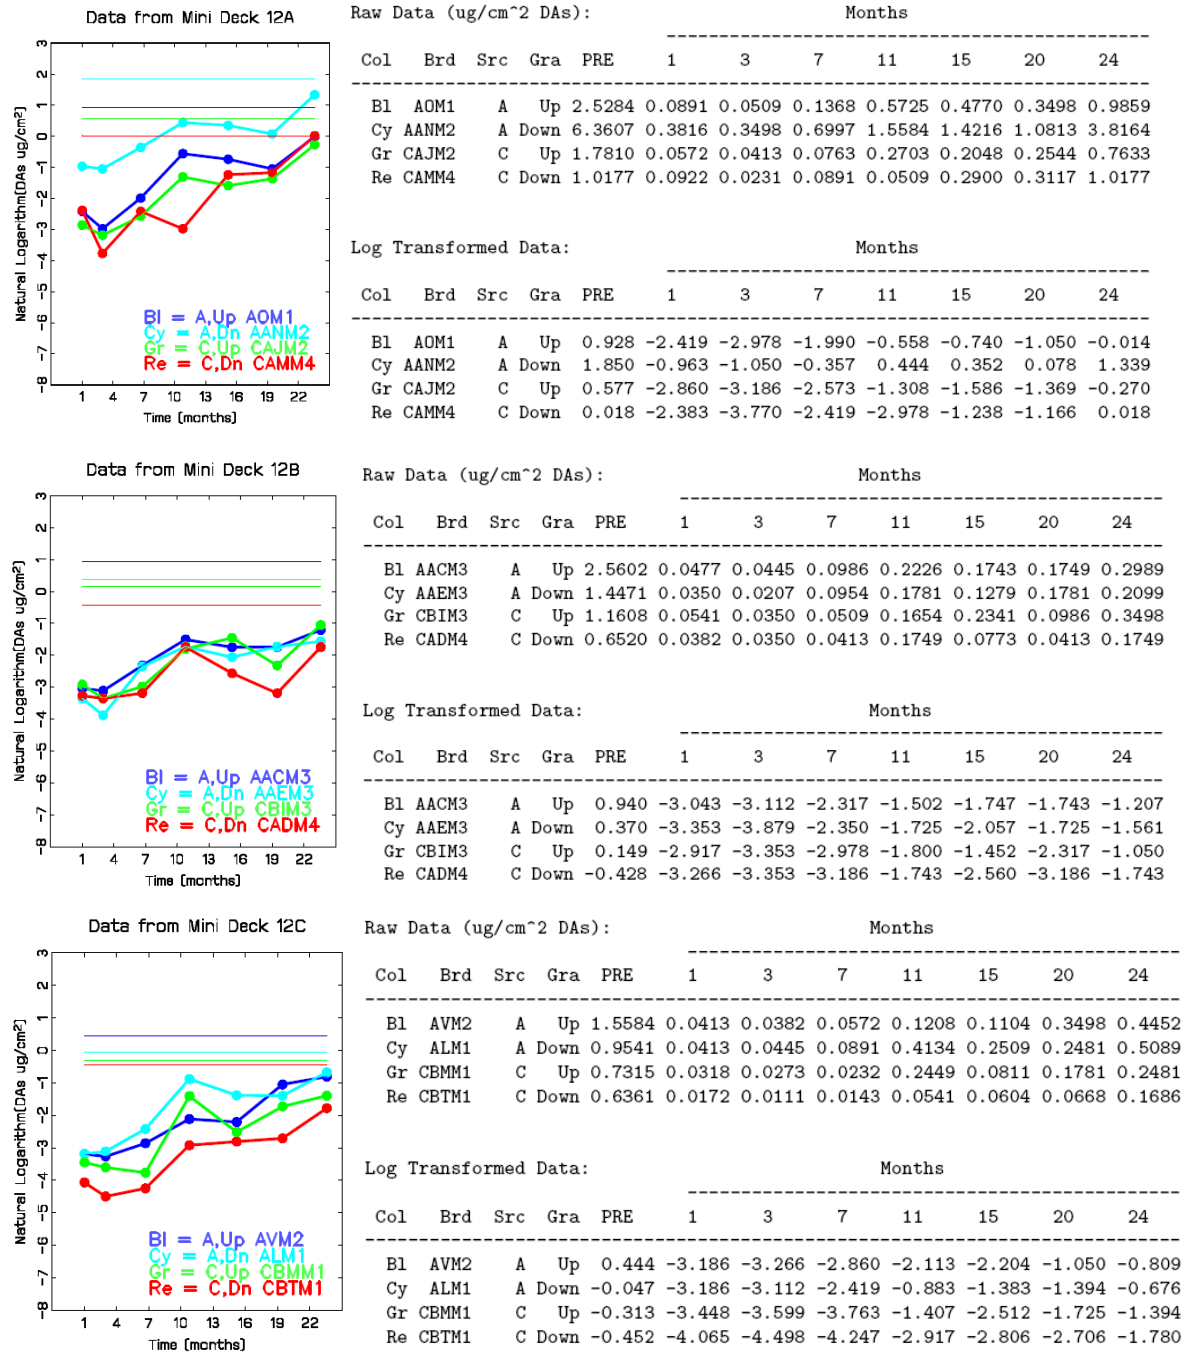 Data from Mini Deck 12A
3
2
1
0
-1
-2
-3
-4
-5
-6
-7
-8
Natural Logarithm[DAs ug/cm²]
Bl = A,Up AOM1
Cy = A,Dn AANM2
Gr = C,Up CAJM2
Re = C,Dn CAMM4
1 4 7 10 13 16 19 22
Time [months]
Raw Data (ug/cm^2 DAs): Months
Col Brd Src Gra PRE 1 3 7 11 15 20 24
Bl AOM1 A Up 2.5284 0.0891 0.0509 0.1368 0.5725 0.4770 0.3498 0.9859
Cy AANM2 A Down 6.3607 0.3816 0.3498 0.6997 1.5584 1.4216 1.0813 3.8164
Gr CAJM2 C Up 1.7810 0.0572 0.0413 0.0763 0.2703 0.2048 0.2544 0.7633
Re CAMM4 C Down 1.0177 0.0922 0.0231 0.0891 0.0509 0.2900 0.3117 1.0177
Log Transformed Data: Months
Col Brd Src Gra PRE 1 3 7 11 15 20 24
Bl AOM1 A Up 0.928 -2.419 -2.978 -1.990 -0.558 -0.740 -1.050 -0.014
Cy AANM2 A Down 1.850 -0.963 -1.050 -0.357 0.444 0.352 0.078 1.339
Gr CAJM2 C Up 0.577 -2.860 -3.186 -2.573 -1.308 -1.586 -1.369 -0.270
Re CAMM4 C Down 0.018 -2.383 -3.770 -2.419 -2.978 -1.238 -1.166 0.018
Data from Mini Deck 12B
3
2
1
0
-1
-2
-3
-4
-5
-6
-7
-8
Natural Logarithm[DAs ug/cm²]
Bl = A,Up AACM3
Cy = A,Dn AAEM3
Gr = C,Up CBIM3
Re = C,Dn CADM4
1 4 7 10 13 16 19 22
Time [months]
Raw Data (ug/cm^2 DAs): Months
Col Brd Src Gra PRE 1 3 7 11 15 20 24
Bl AACM3 A Up 2.5602 0.0477 0.0445 0.0986 0.2226 0.1743 0.1749 0.2989
Cy AAEM3 A Down 1.4471 0.0350 0.0207 0.0954 0.1781 0.1279 0.1781 0.2099
Gr CBIM3 C Up 1.1608 0.0541 0.0350 0.0509 0.1654 0.2341 0.0986 0.3498
Re CADM4 C Down 0.6520 0.0382 0.0350 0.0413 0.1749 0.0773 0.0413 0.1749
Log Transformed Data: Months
Col Brd Src Gra PRE 1 3 7 11 15 20 24
Bl AACM3 A Up 0.940 -3.043 -3.112 -2.317 -1.502 -1.747 -1.743 -1.207
Cy AAEM3 A Down 0.370 -3.353 -3.879 -2.350 -1.725 -2.057 -1.725 -1.561
Gr CBIM3 C Up 0.149 -2.917 -3.353 -2.978 -1.800 -1.452 -2.317 -1.050
Re CADM4 C Down -0.428 -3.266 -3.353 -3.186 -1.743 -2.560 -3.186 -1.743
Data from Mini Deck 12C
3
2
1
0
-1
-2
-3
-4
-5
-6
-7
-8
Natural Logarithm[DAs ug/cm²]
Bl = A,Up AVM2
Cy = A,Dn ALM1
Gr = C,Up CBMM1
Re = C,Dn CBTM1
1 4 7 10 13 16 19 22
Time [months]
Raw Data (ug/cm^2 DAs): Months
Col Brd Src Gra PRE 1 3 7 11 15 20 24
Bl AVM2 A Up 1.5584 0.0413 0.0382 0.0572 0.1208 0.1104 0.3498 0.4452
Cy ALM1 A Down 0.9541 0.0413 0.0445 0.0891 0.4134 0.2509 0.2481 0.5089
Gr CBMM1 C Up 0.7315 0.0318 0.0273 0.0232 0.2449 0.0811 0.1781 0.2481
Re CBTM1 C Down 0.6361 0.0172 0.0111 0.0143 0.0541 0.0604 0.0668 0.1686
Log Transformed Data: Months
Col Brd Src Gra PRE 1 3 7 11 15 20 24
Bl AVM2 A Up 0.444 -3.186 -3.266 -2.860 -2.113 -2.204 -1.050 -0.809
Cy ALM1 A Down -0.047 -3.186 -3.112 -2.419 -0.883 -1.383 -1.394 -0.676
Gr CBMM1 C Up -0.313 -3.448 -3.599 -3.763 -1.407 -2.512 -1.725 -1.394
Re CBTM1 C Down -0.452 -4.065 -4.498 -4.247 -2.917 -2.806 -2.706 -1.780